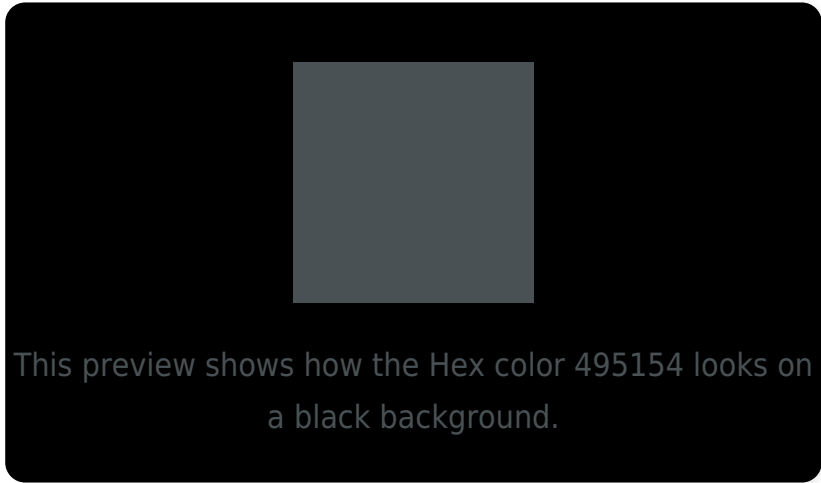 This preview shows how the Hex color 495154 looks on
a black background.